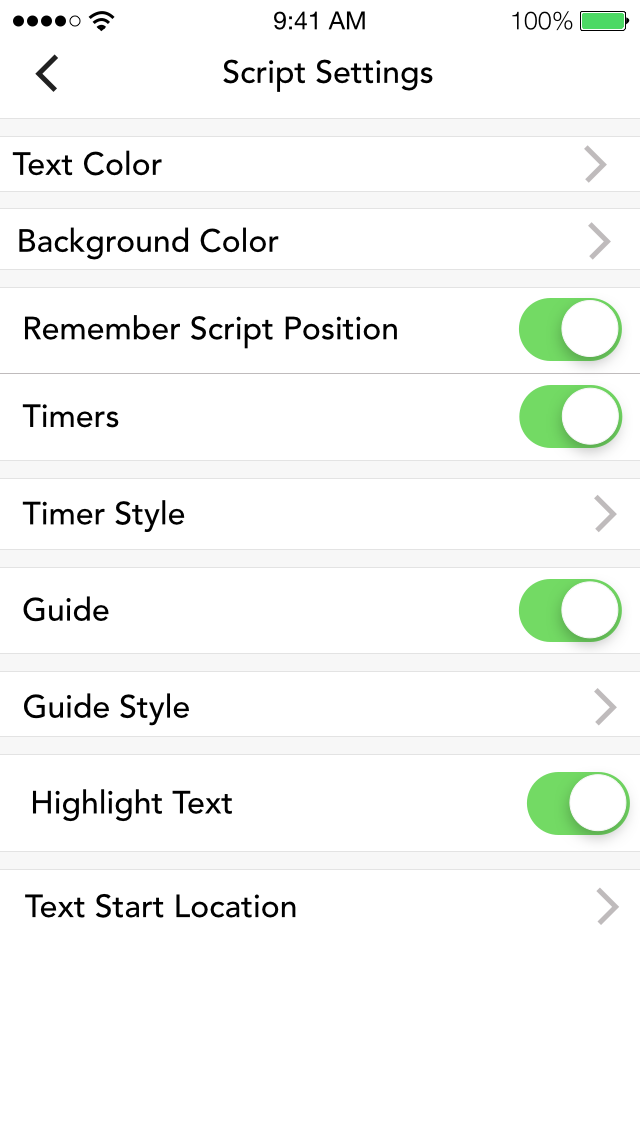 9:41 AM 100%
Script Settings
Text Color
Background Color
Remember Script Position
Timers
Timer Style
Guide
Guide Style
Highlight Text
Text Start Location